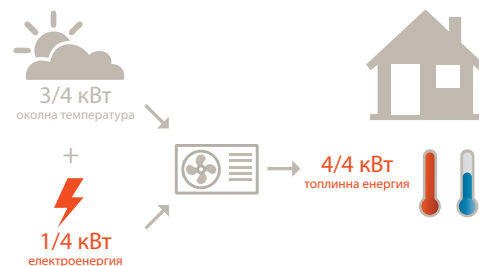 3/4 кВт
околна температура
+
1/4 кВт
електроенергия
4/4 кВт
топлинна енергия